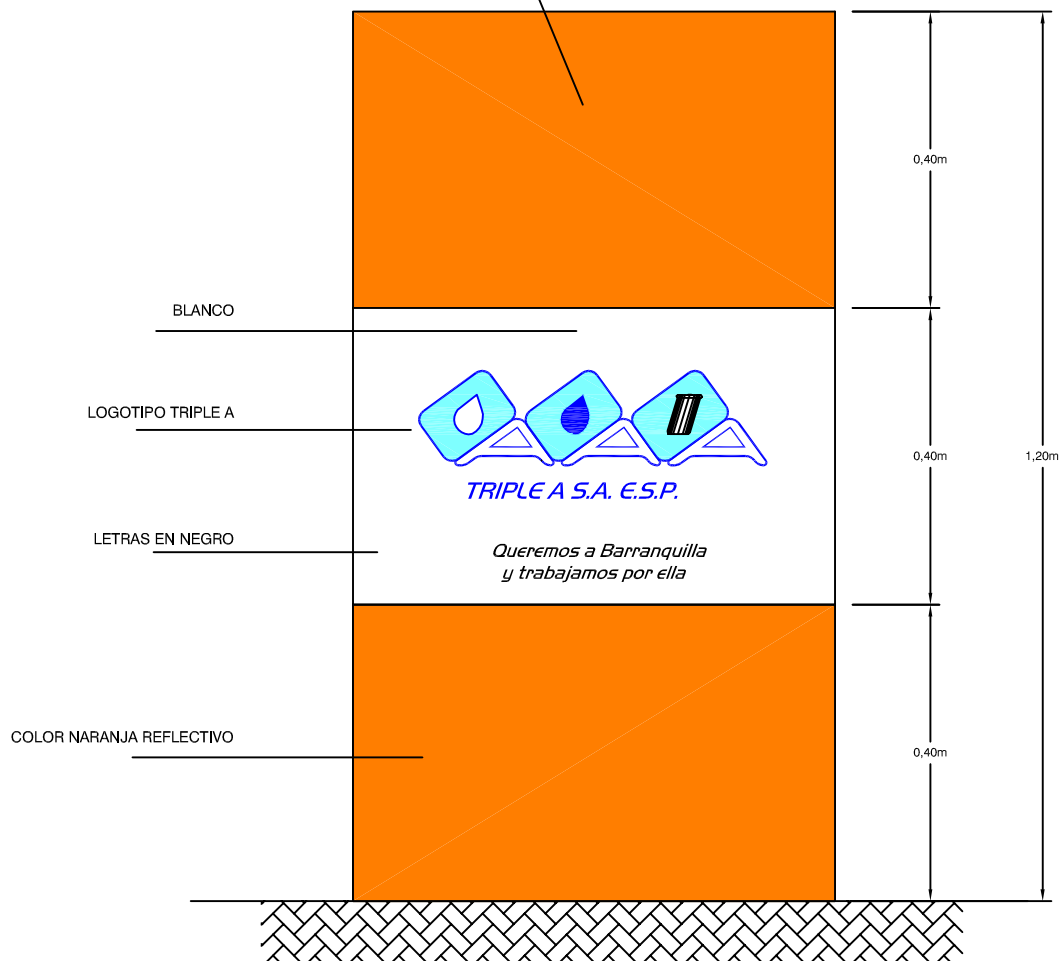 0,40m
BLANCO
LOGOTIPO TRIPLE A
TRIPLE A S.A. E.S.P.
0,40m
1,20m
LETRAS EN NEGRO
Queremos a Barranquilla
y trabajamos por ella
COLOR NARANJA REFLECTIVO
0,40m